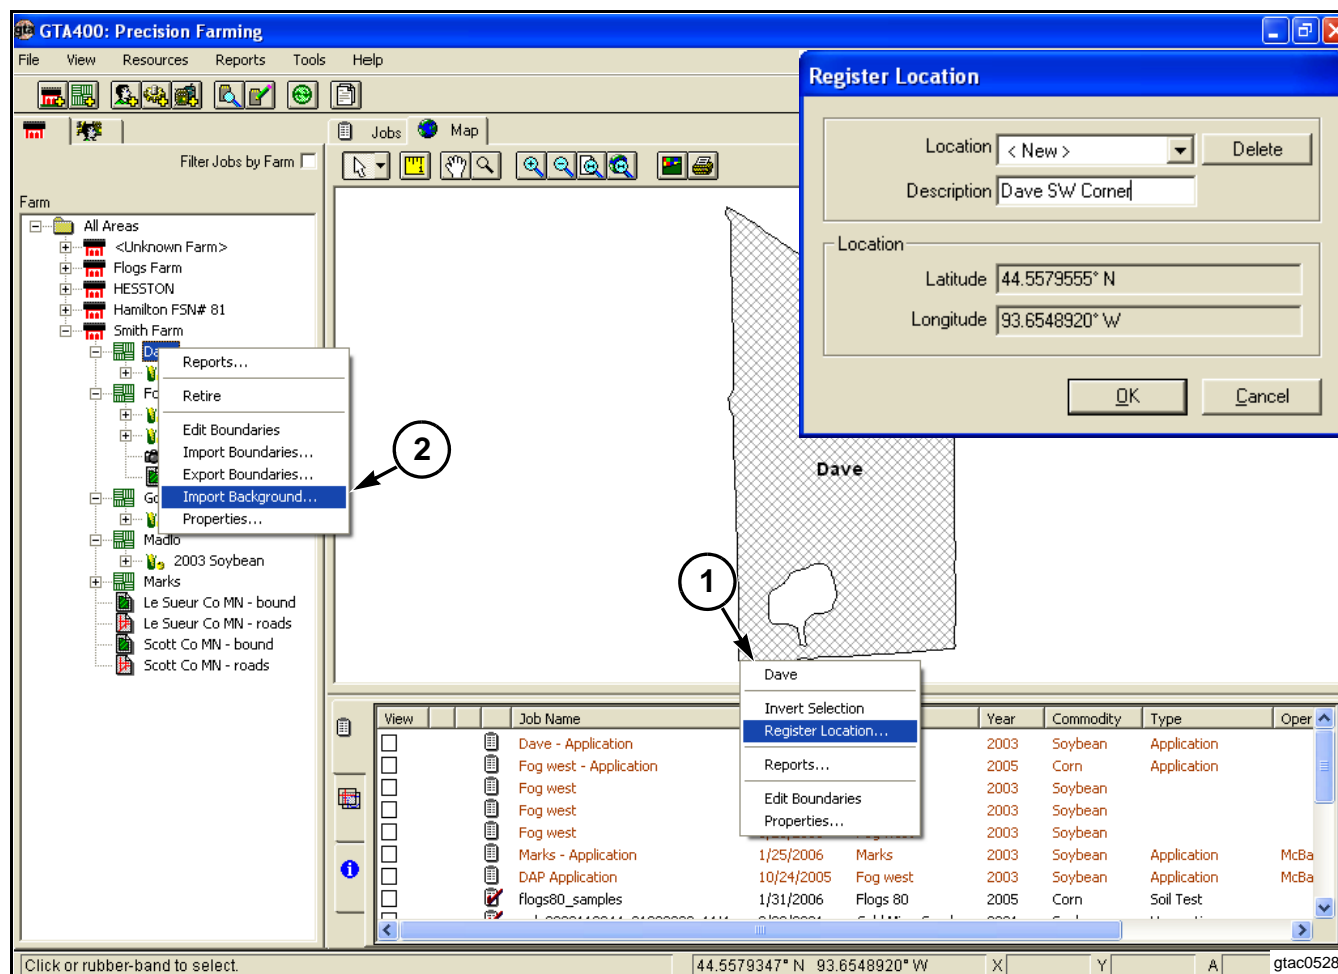 GTA400: Precision Farming
File View Resources Reports Tools Help
Filter Jobs by Farm
Jobs Map
Farm
All Areas
<Unknown Farm>
Flogs Farm
HESSTON
Hamilton FSN# 81
Smith Farm
Madlo
2003 Soybean
Marks
Le Sueur Co MN - bound
Le Sueur Co MN - roads
Scott Co MN - bound
Scott Co MN - roads
Reports...
Retire
Edit Boundaries
Import Boundaries...
Export Boundaries...
Import Background...
Properties...
2
Dave
1
Register Location
Location < New > Delete
Description Dave SW Corner
Location
Latitude 44.5579555° N
Longitude 93.6548920° W
OK Cancel
Dave
Invert Selection
Register Location...
Reports...
Edit Boundaries
Properties...
View Job Name Year Commodity Type Oper
Dave - Application 2003 Soybean Application
Fog west - Application 2005 Corn Application
Fog west 2003 Soybean
Fog west 2003 Soybean
Fog west 2003 Soybean
Marks - Application 1/25/2006 Marks 2003 Soybean Application McBa
DAP Application 10/24/2005 Fog west 2003 Soybean Application McBa
flogs80_samples 1/31/2006 Flogs 80 2005 Corn Soil Test
Click or rubber-band to select.
44.5579347° N 93.6548920° W X Y A
gtac0528